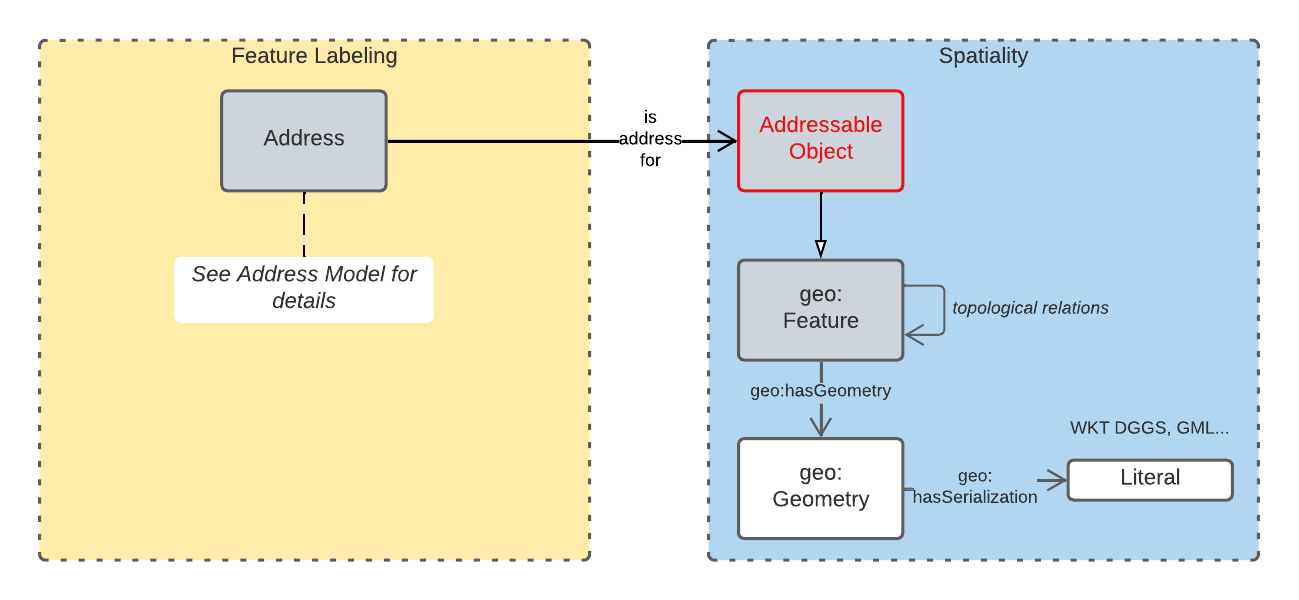 Feature Labeling
Address
See Address Model for
details
is
address
for
Spatiality
Addressable
Object
geo:
Feature
topological relations
geo:hasGeometry
geo:
Geometry
geo:
hasSerialization
WKT DGGS, GML...
Literal